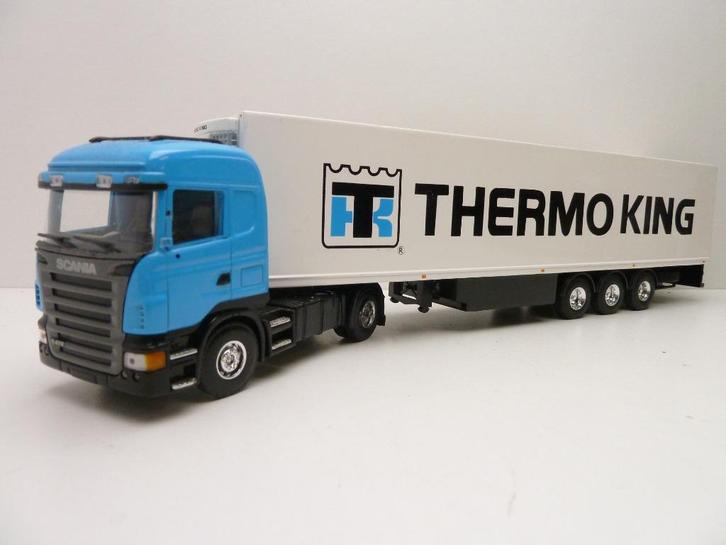 SCANIA
TK
®
THERMO KING